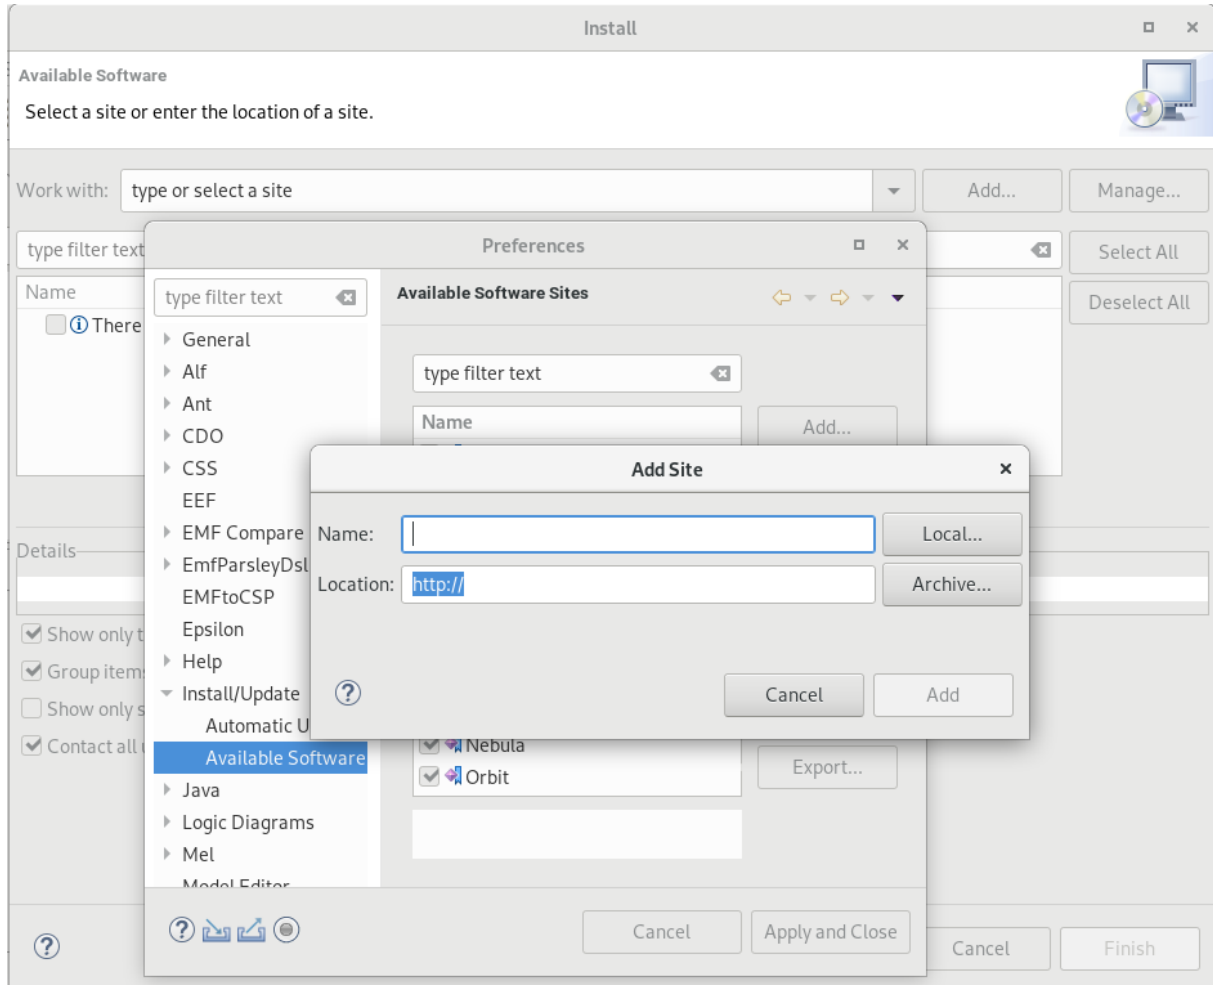 Install
Available Software
Select a site or enter the location of a site.
Work with: type or select a site Add... Manage...
type filter text Select All
Name
There
Deselect All
Details
Show only t
Group item
Show only s
Contact all
Cancel Finish
Preferences
type filter text
General
Alf
Ant
CDO
CSS
EEF
EMF Compare
EmfParsleyDsl
EMFtoCSP
Epsilon
Help
Install/Update
Automatic U
Available Software
Java
Logic Diagrams
Mel
Model Editor
Available Software Sites
type filter text
Name Add...
Nebula
Orbit
Export...
Cancel Apply and Close
Add Site
Name: Local...
Location: http:// Archive...
Cancel Add